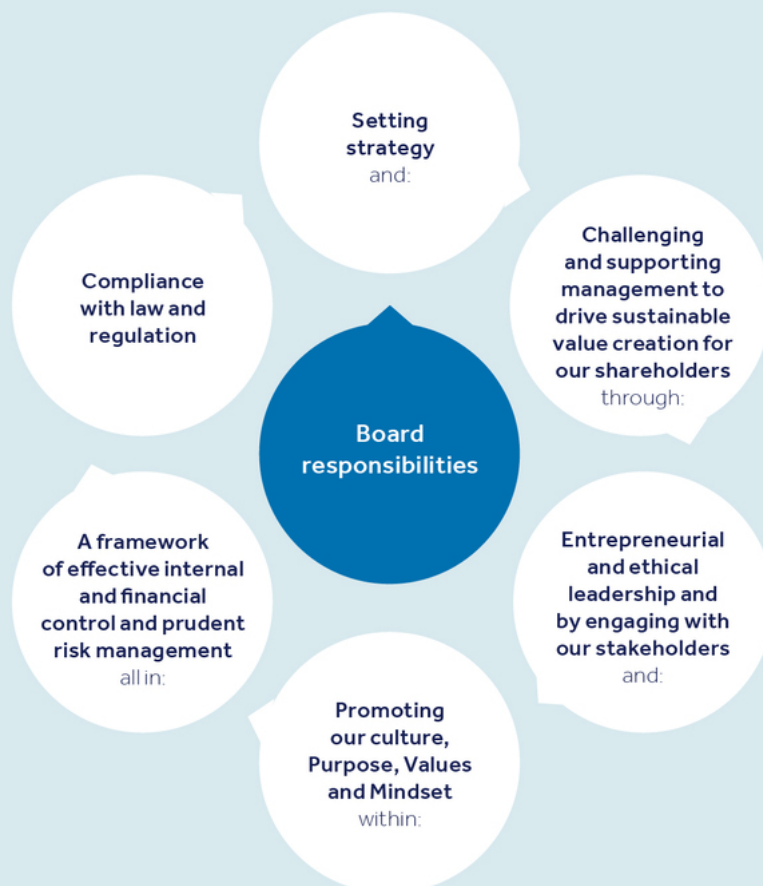 Board
responsibilities
Setting
strategy
and:
Challenging
and supporting
management to
drive sustainable
value creation for
our shareholders
through:
Entrepreneurial
and ethical
leadership and
by engaging with
our stakeholders
and:
Promoting
our culture,
Purpose, Values
and Mindset
within:
A framework
of effective internal
and financial
control and prudent
risk management
all in:
Compliance
with law and
regulation